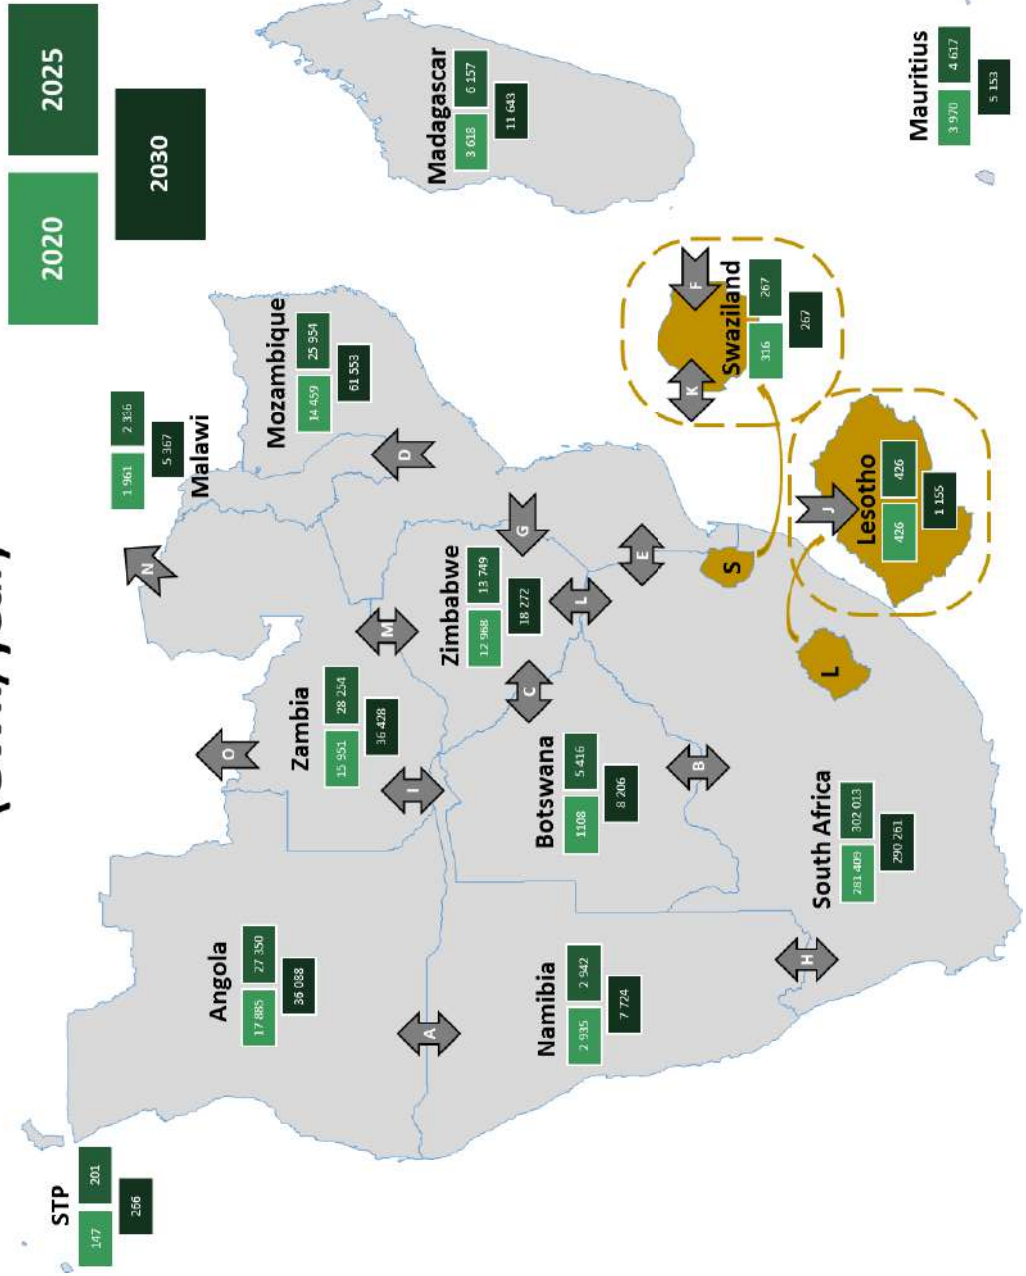 2020
2025
2030
STP
147
201
266
Angola
17 885
27 350
36 088
Namibia
2 935
2 942
7 724
Zambia
15 951
28 254
36 428
Botswana
1108
5 416
8 206
South Africa
281 409
302 013
290 261
Zimbabwe
12 968
13 749
18 272
Malawi
1 961
2 336
5 367
Mozambique
14 459
25 954
61 553
Madagascar
3 618
6 157
11 643
Mauritius
3 970
4 617
5 153
Swaziland
316
267
267
Lesotho
426
426
1 155
A
H
I
O
B
C
M
L
N
G
E
D
J
K
F
S
L